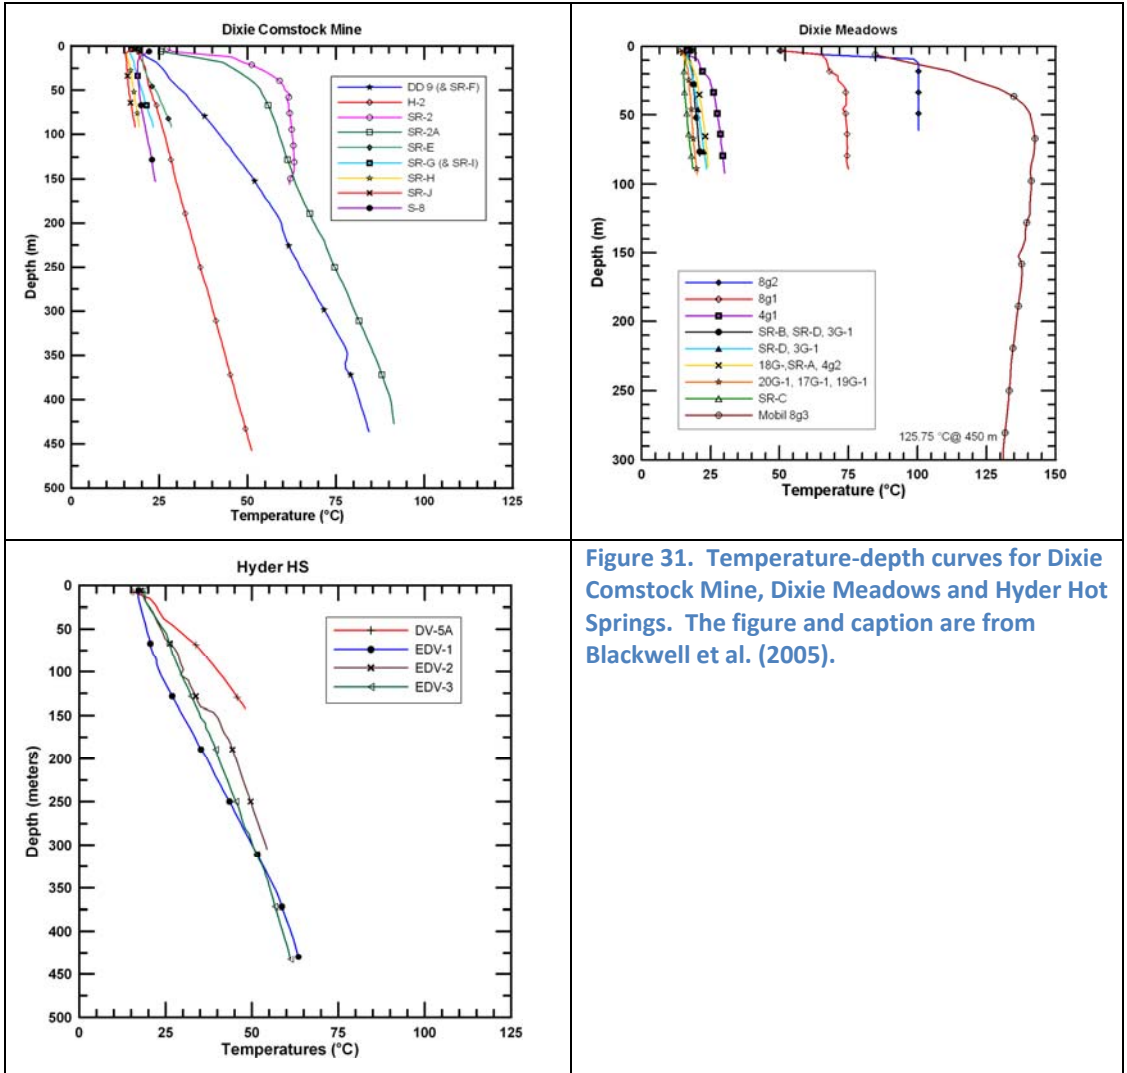 Dixie Comstock Mine
0
50
100
150
200
250
300
350
400
450
500
Depth (m)
0 25 50 75 100 125
Temperature (°C)
DD 9 (& SR-F)
H-2
SR-2
SR-2A
SR-E
SR-G (& SR-I)
SR-H
SR-J
S-8
Dixie Meadows
0
50
100
150
200
250
300
Depth (m)
0 25 50 75 100 125 150
Temperature (°C)
8g2
8g1
4g1
SR-B, SR-D, 3G-1
SR-D, 3G-1
18G-,SR-A, 4g2
20G-1, 17G-1, 19G-1
SR-C
Mobil 8g3
125.75 °C@ 450 m
Hyder HS
0
50
100
150
200
250
300
350
400
450
500
Depth (meters)
0 25 50 75 100 125
Temperatures (°C)
DV-5A
EDV-1
EDV-2
EDV-3
Figure 31. Temperature-depth curves for Dixie
Comstock Mine, Dixie Meadows and Hyder Hot
Springs. The figure and caption are from
Blackwell et al. (2005).